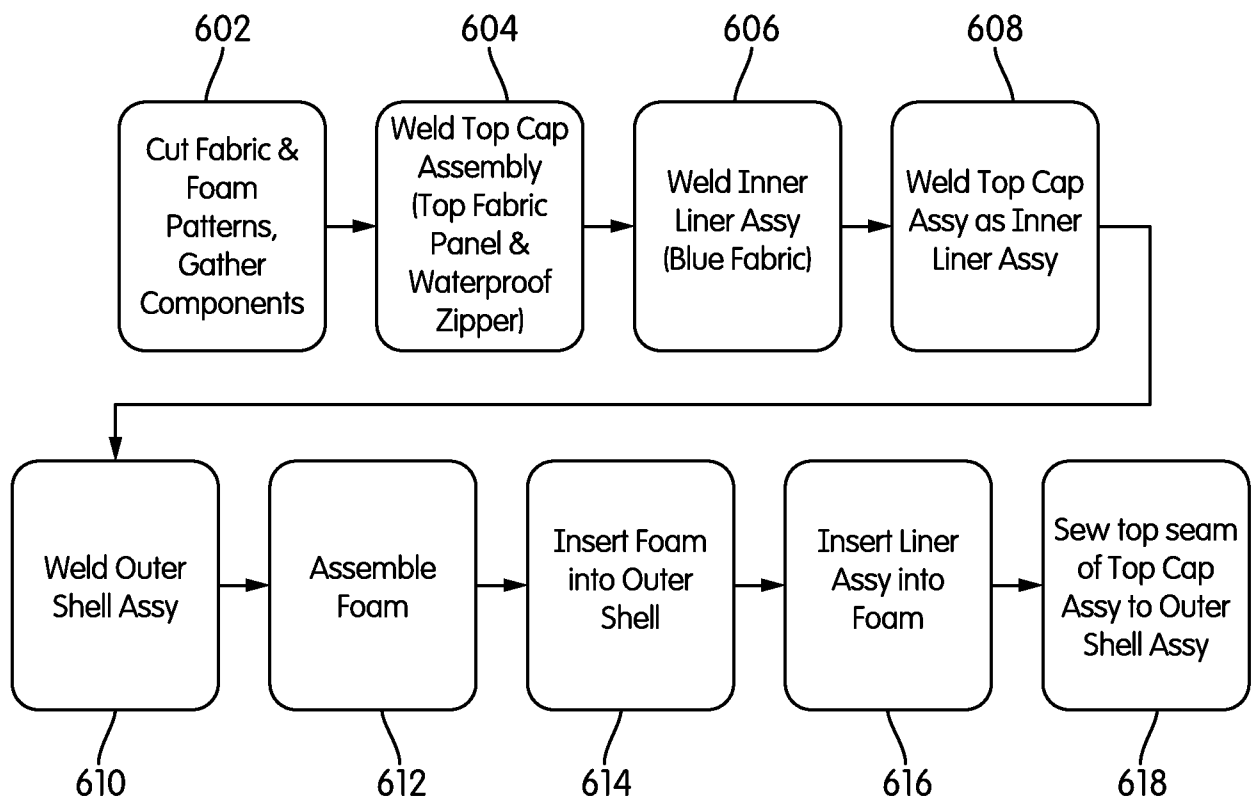 602
604
606
608
Cut Fabric &
Foam
Patterns,
Gather
Components
Weld Top Cap
Assembly
(Top Fabric
Panel &
Waterproof
Zipper)
Weld Inner
Liner Assy
(Blue Fabric)
Weld Top Cap
Assy as Inner
Liner Assy
Weld Outer
Shell Assy
Assemble
Foam
Insert Foam
into Outer
Shell
Insert Liner
Assy into
Foam
Sew top seam
of Top Cap
Assy to Outer
Shell Assy
610
612
614
616
618